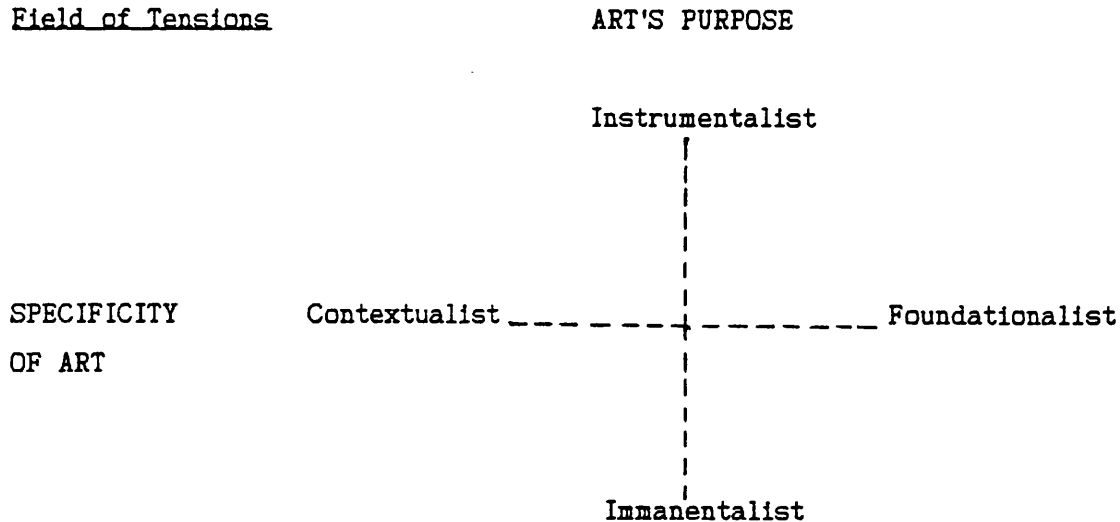 Field of Tensions
ART'S PURPOSE
Instrumentalist
SPECIFICITY
OF ART
Contextualist
Foundationalist
Immanentalist